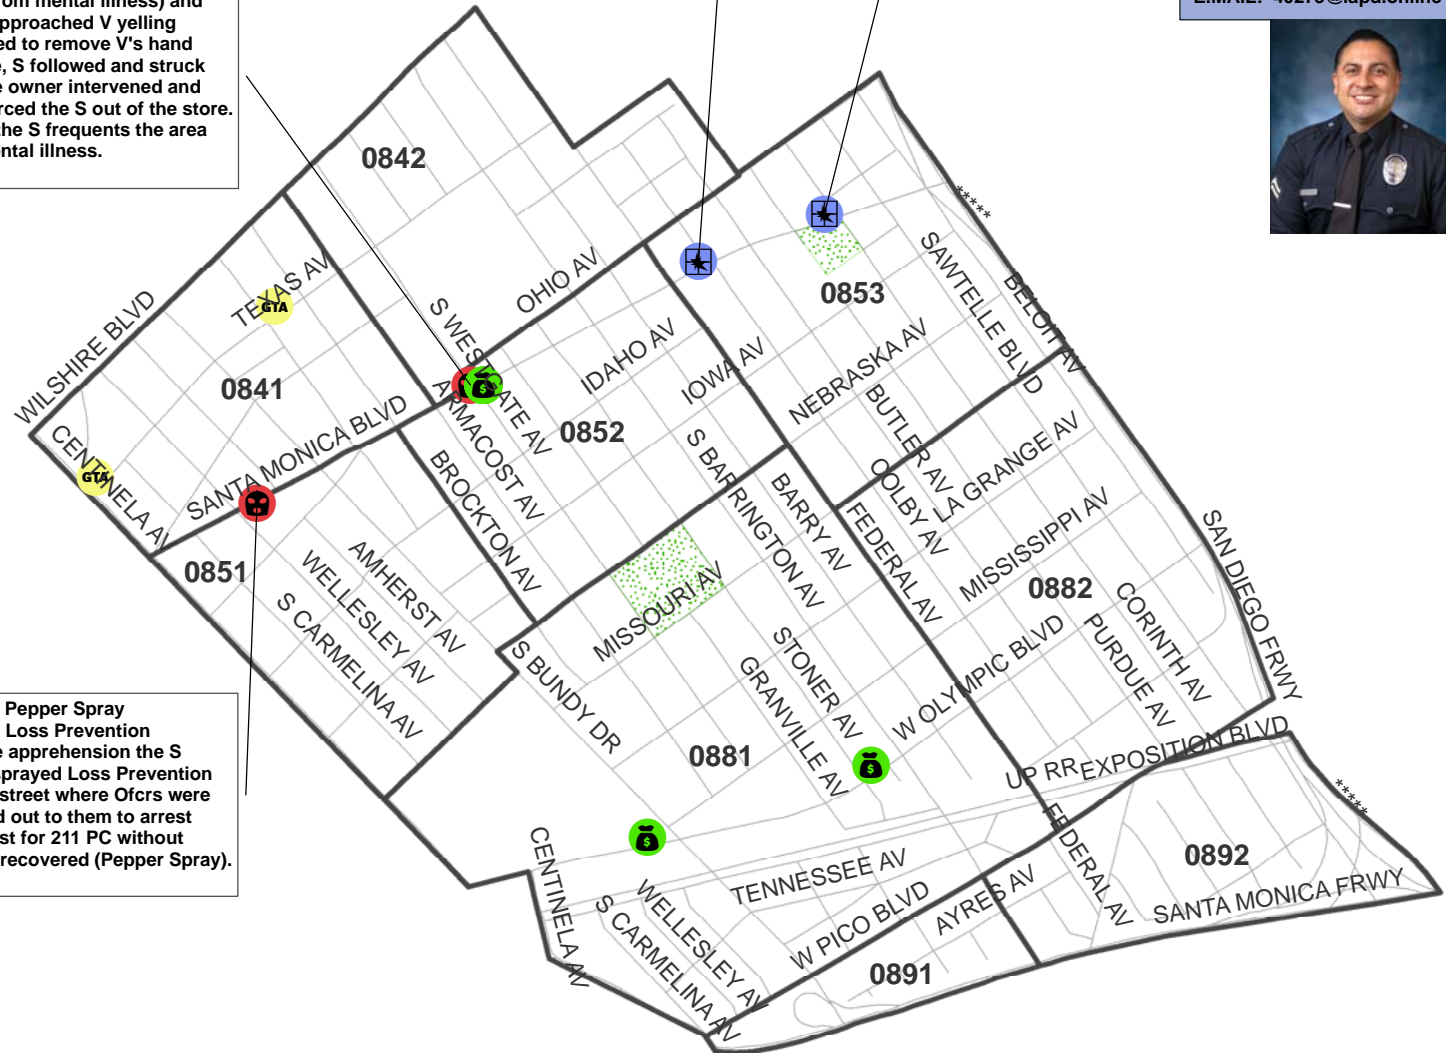 from mental illness) and
approached V yelling
ed to remove V's hand
e, S followed and struck
e owner intervened and
rced the S out of the store.
the S frequents the area
ental illness.
0842
*****
TEXAS AV
GTA
WILSHIRE BLVD
OHIO AV
S WESTGATE AV
SAWTELLE BLVD
BELOIT AV
0853
IDAHO AV
IOWA AV
NEBRASKA AV
0841
$
ARMACOST AV
0852
BUTLER AV
CENTINELA AV
GTA
SANTA MONICA BLVD
BROCKTON AV
S BARRINGTON AV
BARRY AV
COLBY AV
LA GRANGE AV
FEDERAL AV
MISSISSIPPI AV
SAN DIEGO FRWY
0851
AMHERST AV
WELLESLEY AV
S CARMELINA AV
MISSOURI AV
0882
CORINTH AV
PURDUE AV
S BUNDY DR
STONER AV
GRANVILLE AV
W OLYMPIC BLVD
0881
$
UP RR
EXPOSITION BLVD
*****
Pepper Spray
Loss Prevention
e apprehension the S
sprayed Loss Prevention
street where Ofcrs were
d out to them to arrest
st for 211 PC without
recovered (Pepper Spray).
$
CENTINELA AV
TENNESSEE AV
FEDERAL AV
0892
WELLESLEY AV
S CARMELINA AV
W PICO BLVD
AYRES AV
SANTA MONICA FRWY
0891